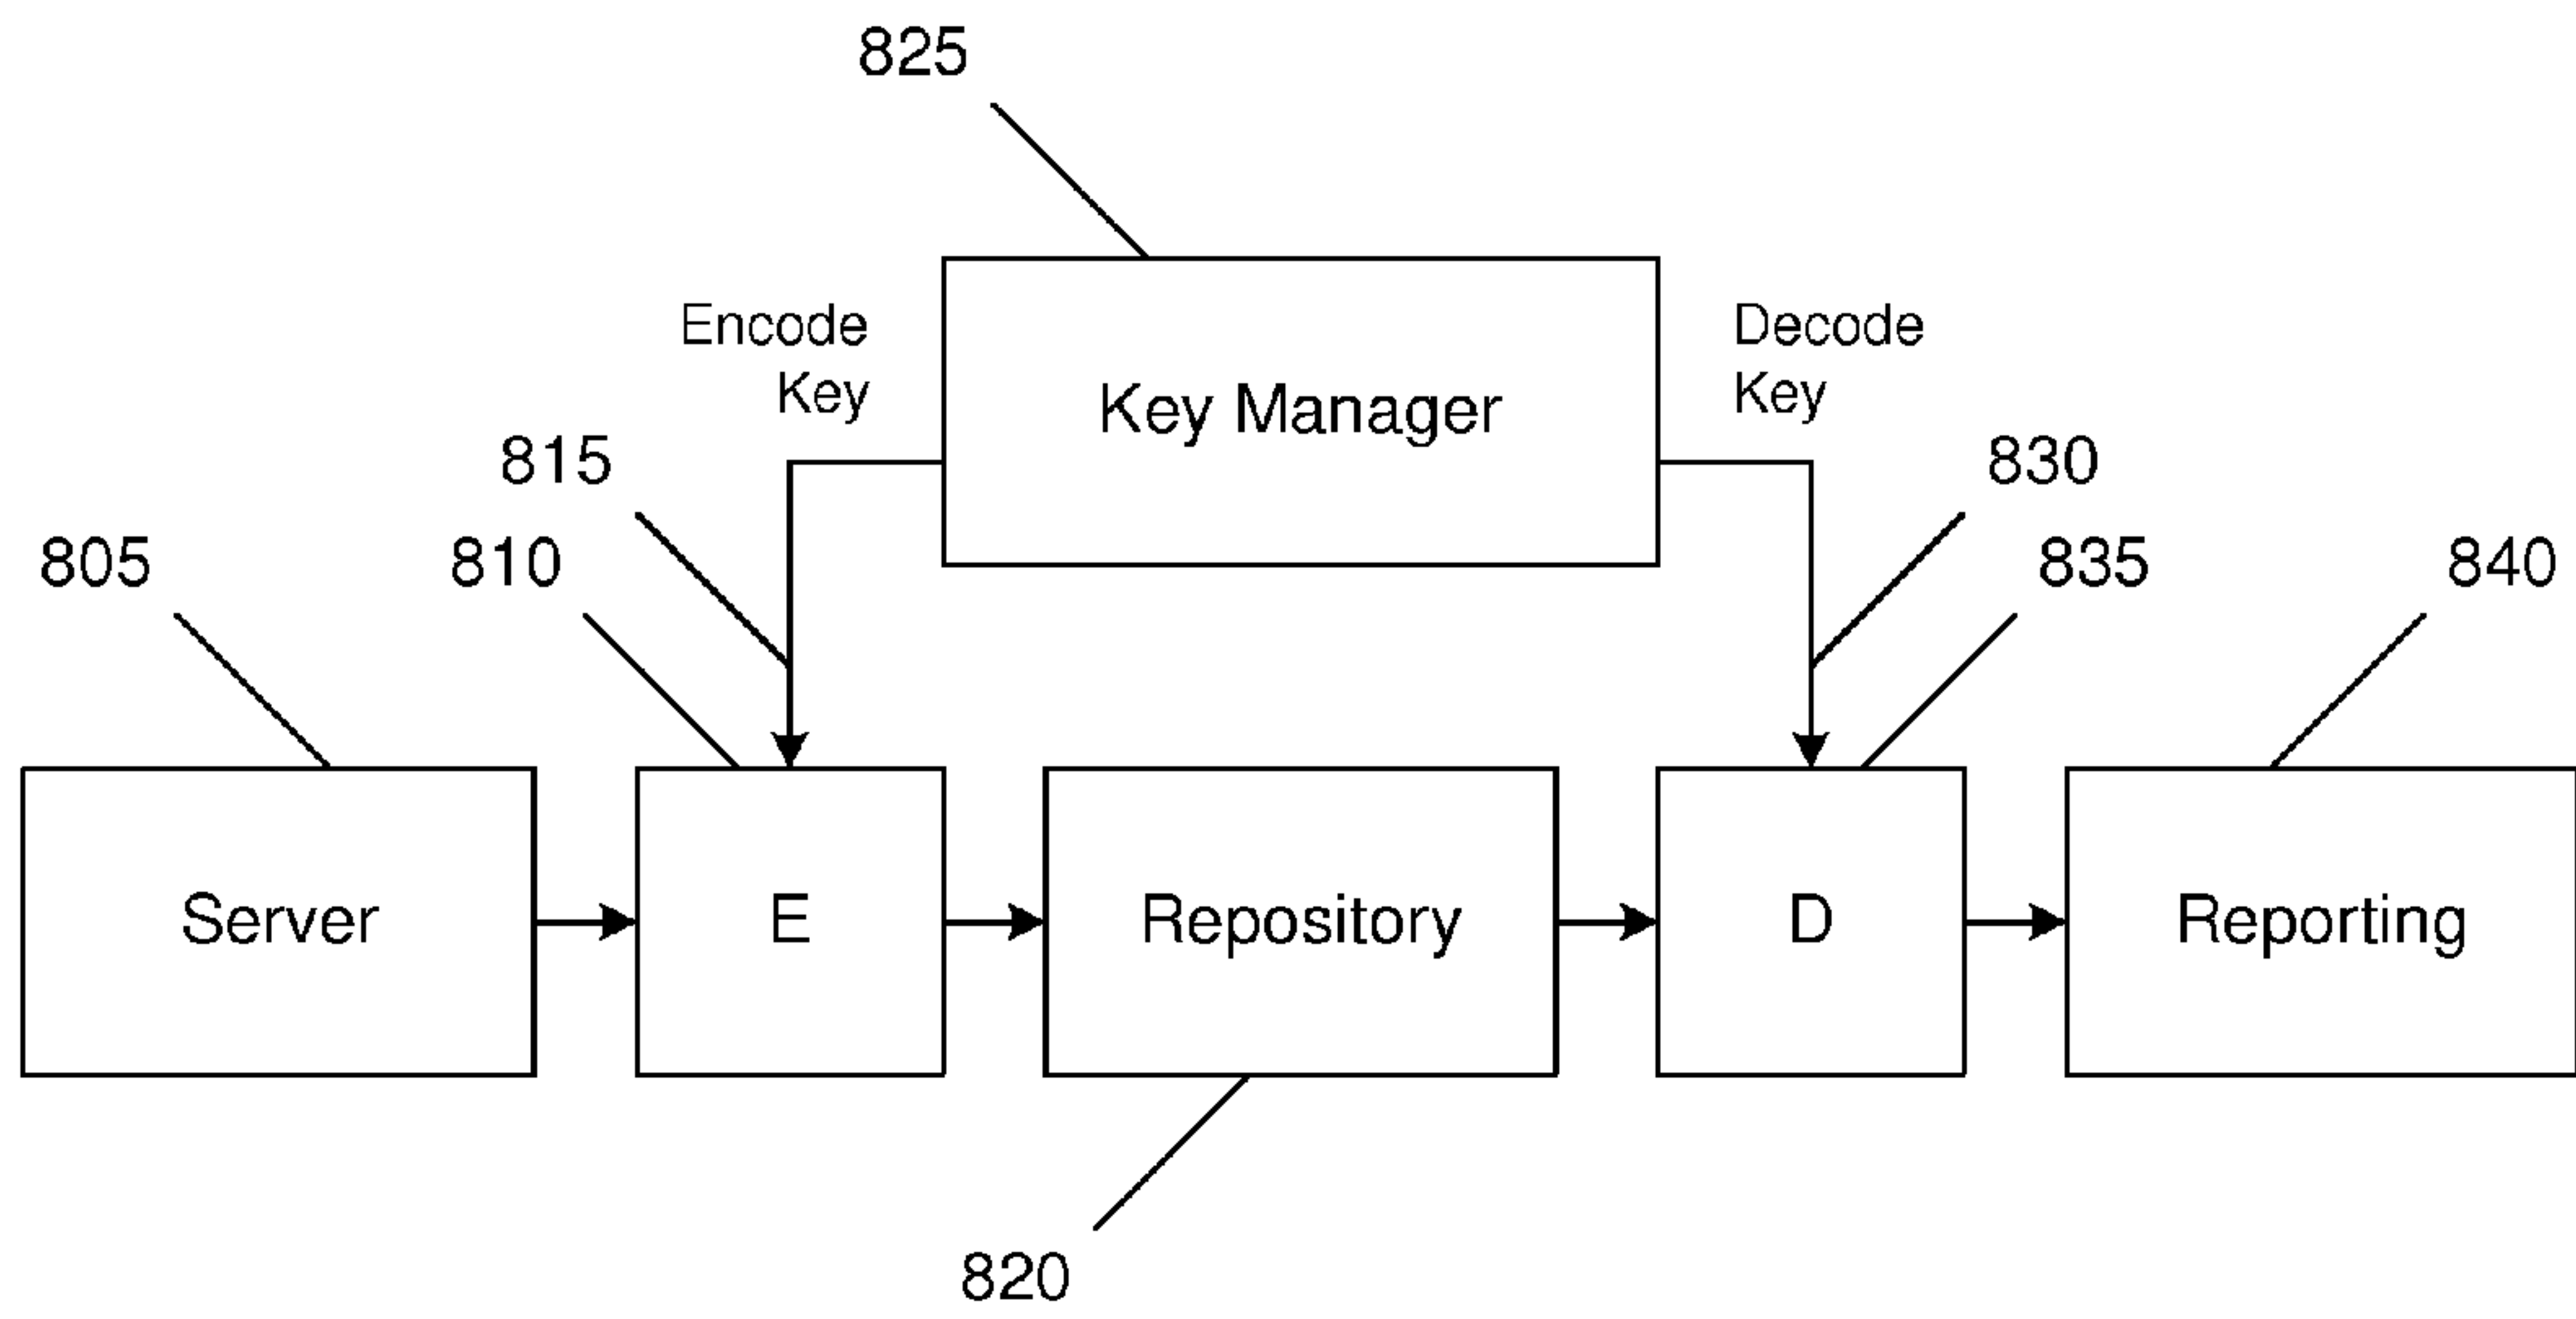 825
Encode
Key
Key Manager
Decode
Key
815
830
805
810
835
840
Server
E
Repository
D
Reporting
820